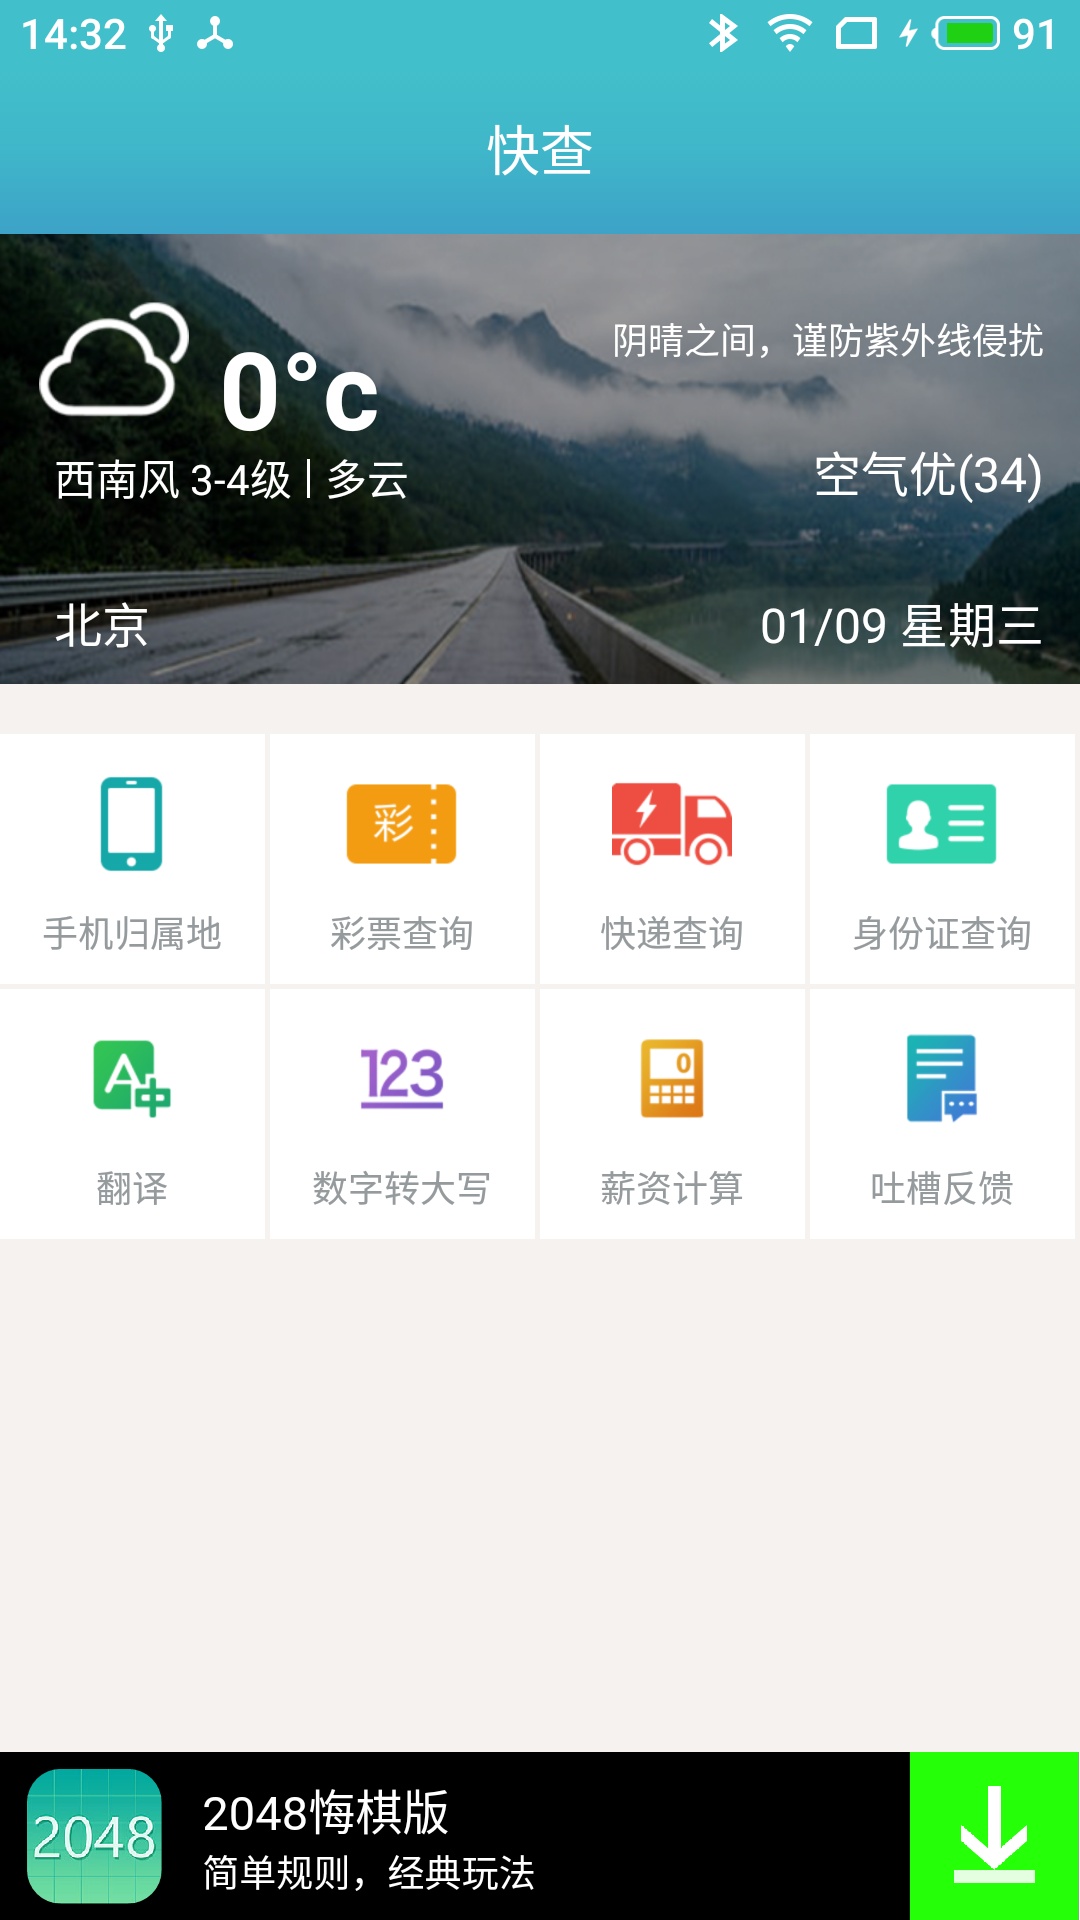 14:32 91
快查
阴晴之间，谨防紫外线侵扰
0°c
西南风 3-4级 | 多云
空气优(34)
北京
01/09 星期三
彩
手机归属地 彩票查询 快递查询 身份证查询
A中 123 0
翻译 数字转大写 薪资计算 吐槽反馈
2048
2048悔棋版
简单规则，经典玩法